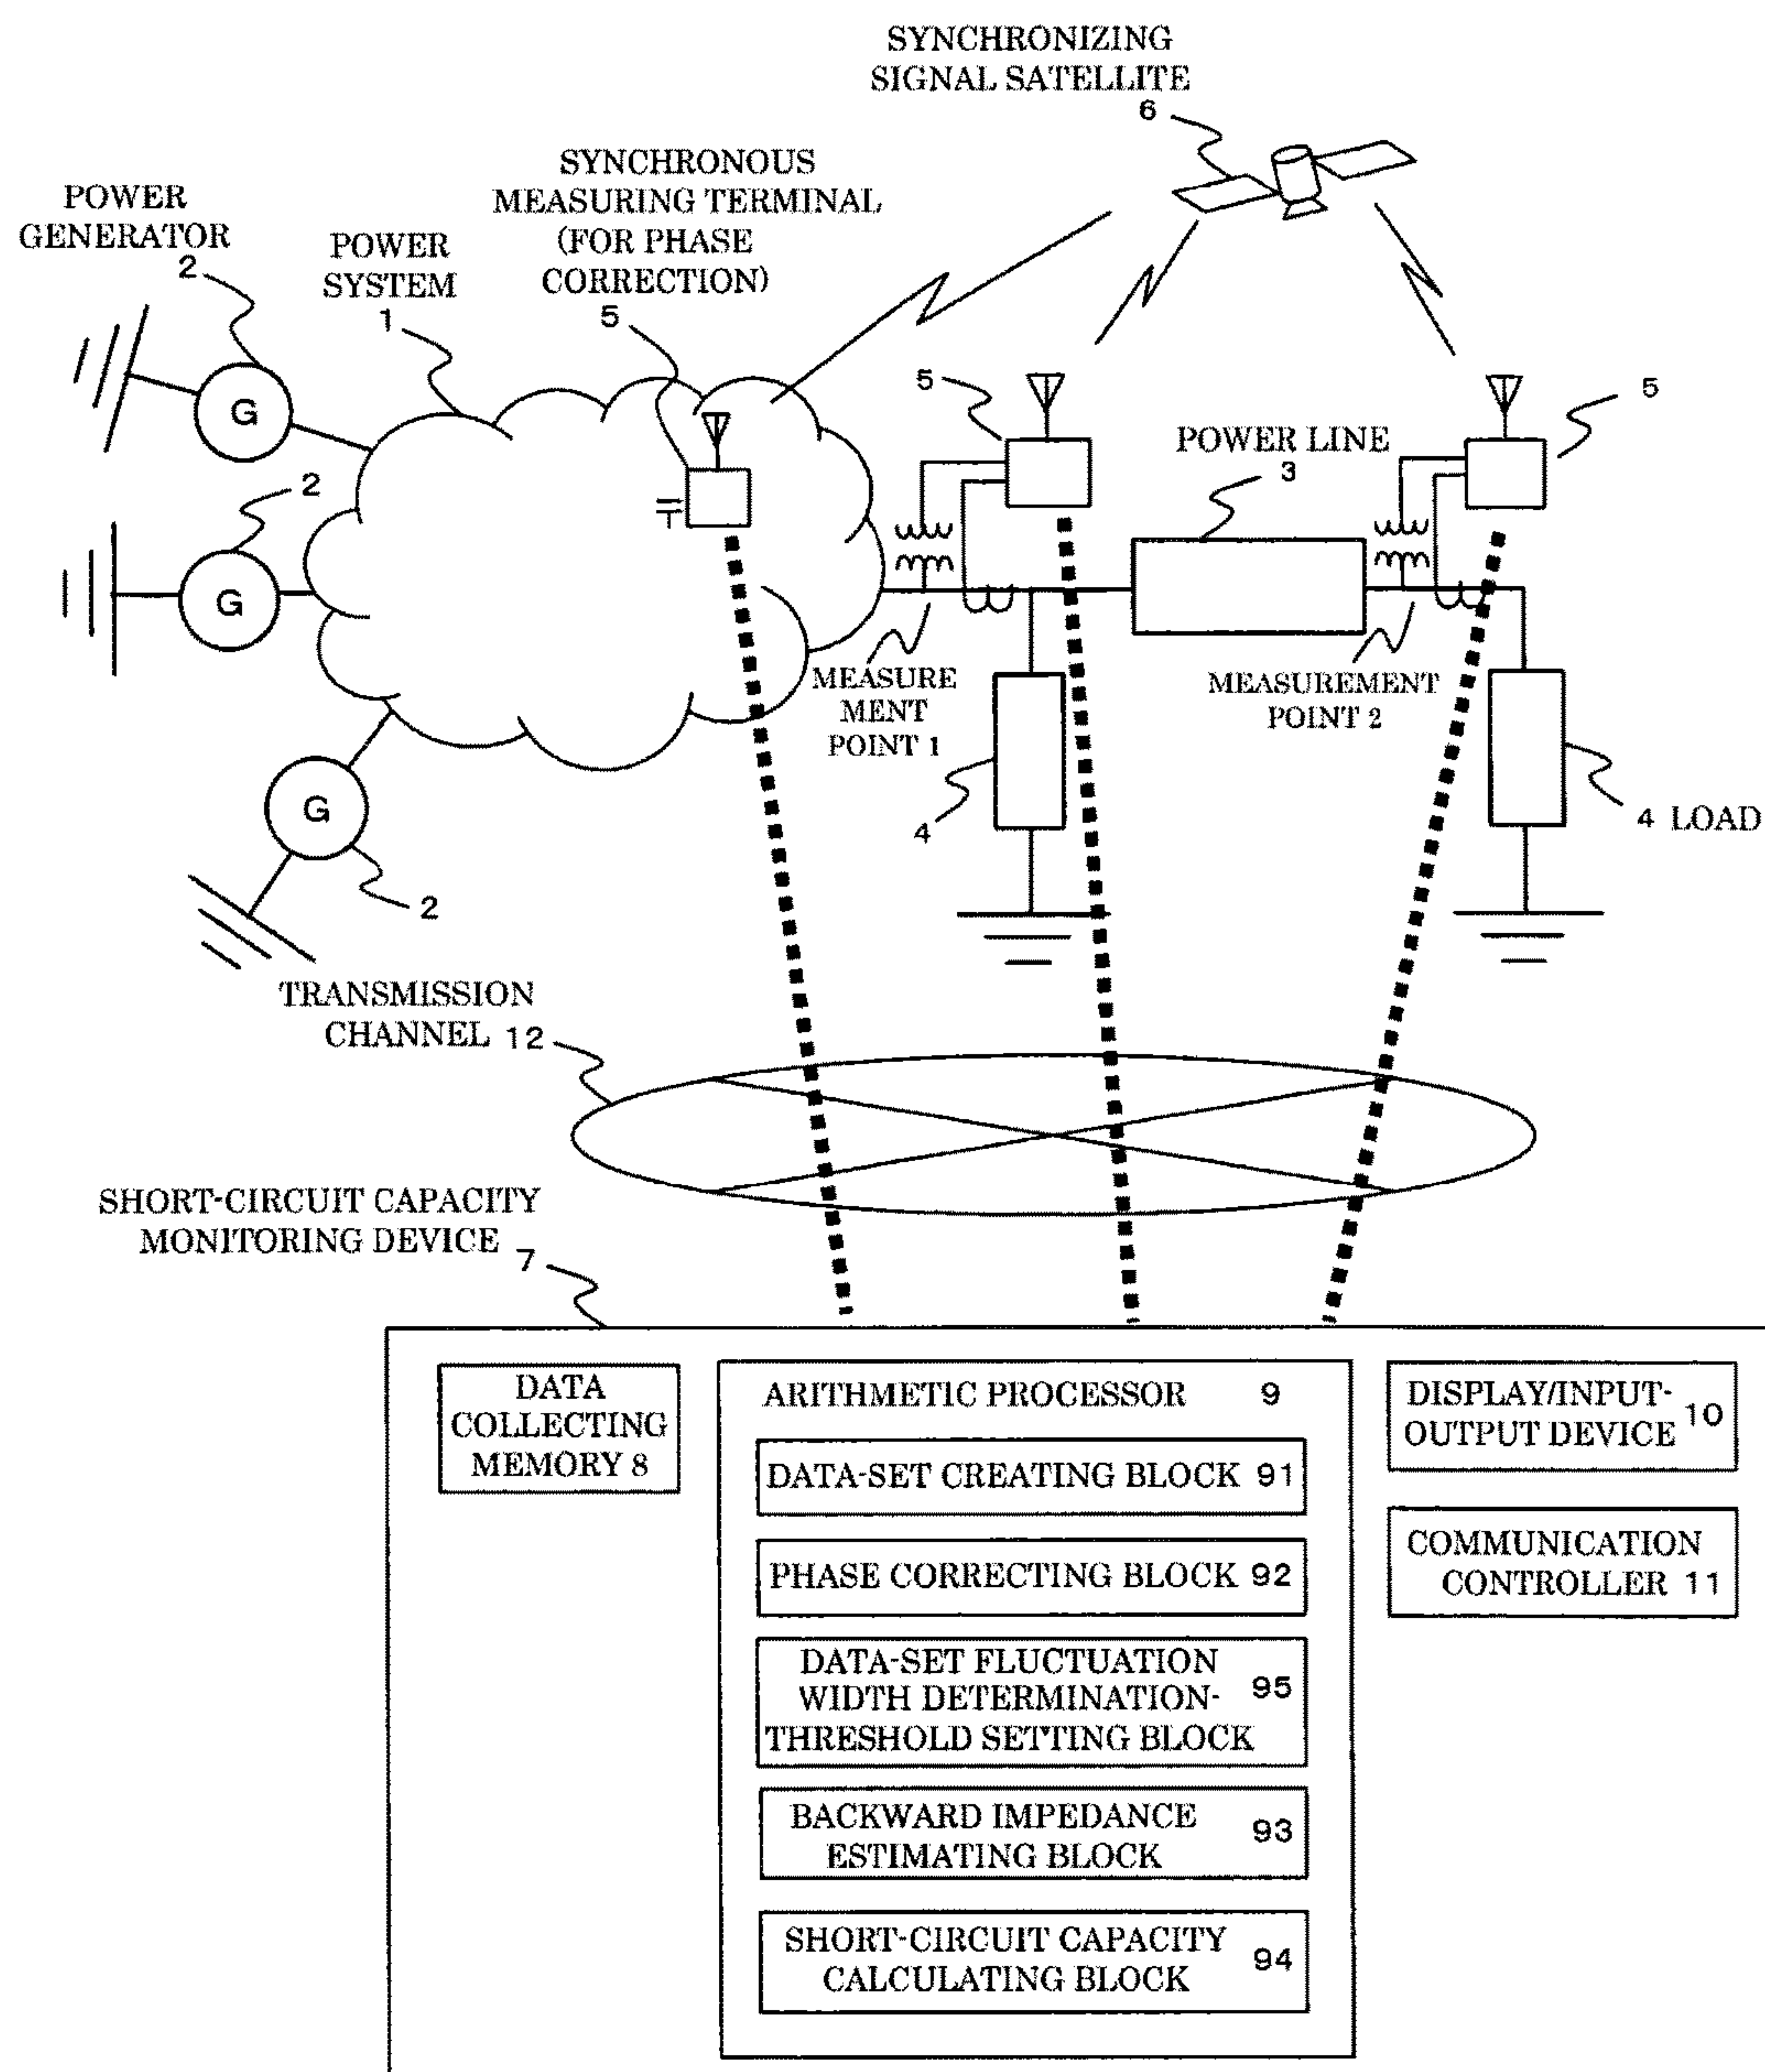 SYNCHRONIZING
SIGNAL SATELLITE
6
SYNCHRONOUS
MEASURING TERMINAL
(FOR PHASE
CORRECTION)
5
POWER
GENERATOR
2
POWER
SYSTEM
1
G
2
G
G
2
5
POWER LINE
3
5
MEASURE
MENT
POINT 1
MEASUREMENT
POINT 2
4
4 LOAD
TRANSMISSION
CHANNEL 12
SHORT-CIRCUIT CAPACITY
MONITORING DEVICE
7
DATA
COLLECTING
MEMORY 8
ARITHMETIC PROCESSOR 9
DATA-SET CREATING BLOCK 91
PHASE CORRECTING BLOCK 92
DATA-SET FLUCTUATION
WIDTH DETERMINATION-
THRESHOLD SETTING BLOCK
95
BACKWARD IMPEDANCE
ESTIMATING BLOCK
93
SHORT-CIRCUIT CAPACITY
CALCULATING BLOCK
94
DISPLAY/INPUT-
OUTPUT DEVICE
10
COMMUNICATION
CONTROLLER 11